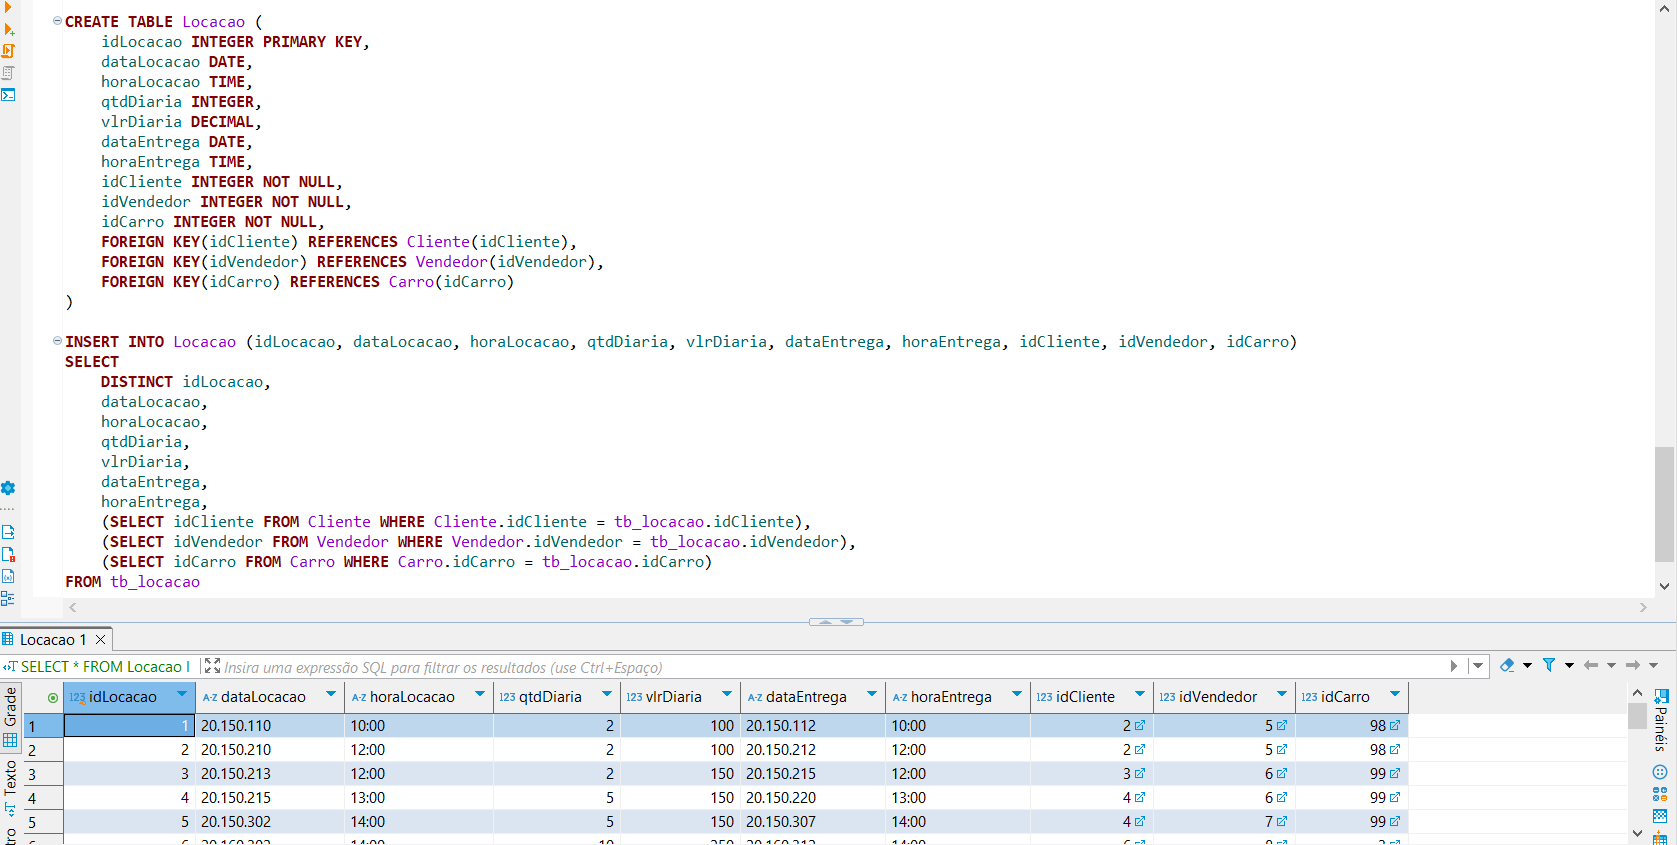 CREATE TABLE Locacao (
idLocacao INTEGER PRIMARY KEY,
dataLocacao DATE,
horaLocacao TIME,
qtdDiaria INTEGER,
vlrDiaria DECIMAL,
dataEntrega DATE,
horaEntrega TIME,
idCliente INTEGER NOT NULL,
idVendedor INTEGER NOT NULL,
idCarro INTEGER NOT NULL,
FOREIGN KEY(idCliente) REFERENCES Cliente(idCliente),
FOREIGN KEY(idVendedor) REFERENCES Vendedor(idVendedor),
FOREIGN KEY(idCarro) REFERENCES Carro(idCarro)
)
INSERT INTO Locacao (idLocacao, dataLocacao, horaLocacao, qtdDiaria, vlrDiaria, dataEntrega, horaEntrega, idCliente, idVendedor, idCarro)
SELECT
DISTINCT idLocacao,
dataLocacao,
horaLocacao,
qtdDiaria,
vlrDiaria,
dataEntrega,
horaEntrega,
(SELECT idCliente FROM Cliente WHERE Cliente.idCliente = tb_locacao.idCliente),
(SELECT idVendedor FROM Vendedor WHERE Vendedor.idVendedor = tb_locacao.idVendedor),
(SELECT idCarro FROM Carro WHERE Carro.idCarro = tb_locacao.idCarro)
FROM tb_locacao
Locacao 1
SELECT * FROM Locacao l Insira uma expressão SQL para filtrar os resultados (use Ctrl+Espaço)
Grade
Texto
Painéis
123 idLocacao A-Z dataLocacao A-Z horaLocacao 123 qtdDiaria 123 vlrDiaria A-Z dataEntrega A-Z horaEntrega 123 idCliente 123 idVendedor 123 idCarro
1 1 20.150.110 10:00 2 100 20.150.112 10:00 2 5 98
2 2 20.150.210 12:00 2 100 20.150.212 12:00 2 5 98
3 3 20.150.213 12:00 2 150 20.150.215 12:00 3 6 99
4 4 20.150.215 13:00 5 150 20.150.220 13:00 4 6 99
5 5 20.150.302 14:00 5 150 20.150.307 14:00 4 7 99